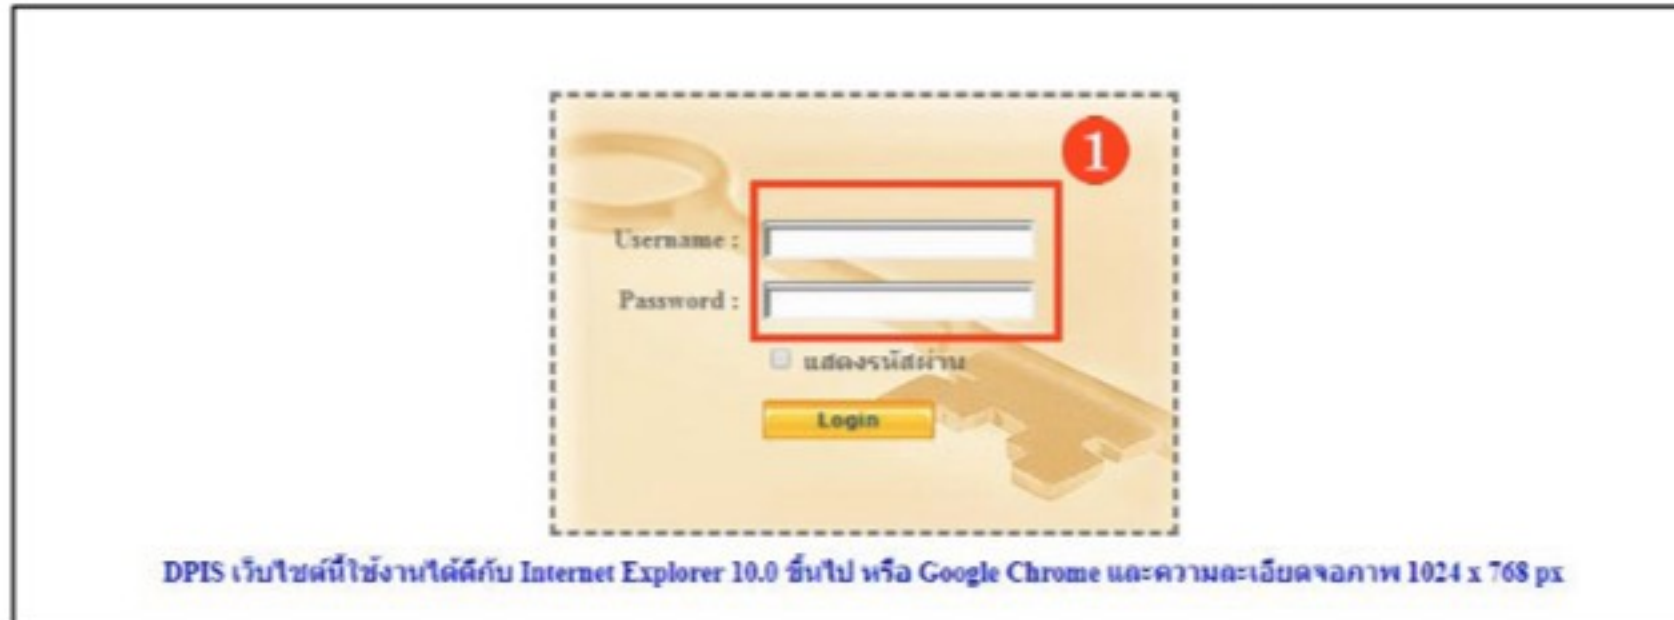 1
Username :
Password :
แสดงรหัสผ่าน
Login
DPIS เว็บไซต์นี้ใช้งานได้ดีกับ Internet Explorer 10.0 ขึ้นไป หรือ Google Chrome และความละเอียดจอภาพ 1024 x 768 px